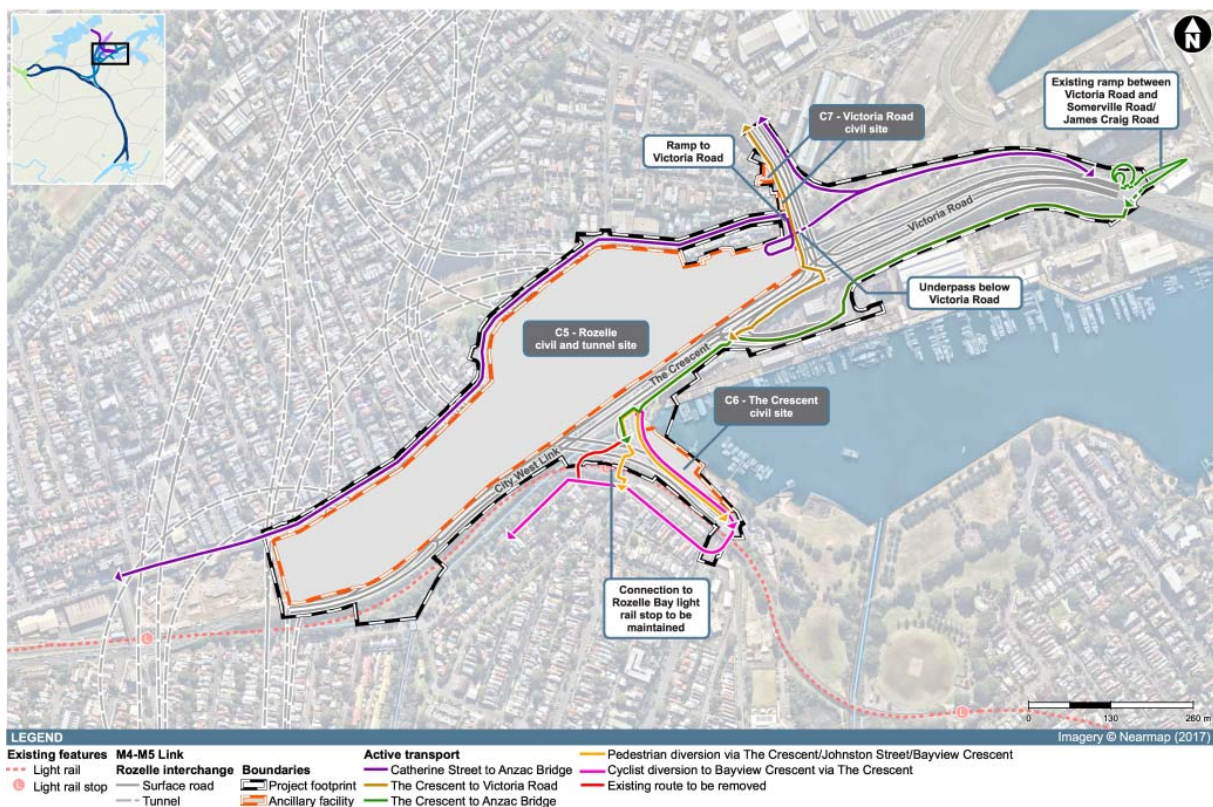 N
Existing ramp between
Victoria Road and
Somerville Road/
James Craig Road
C7 - Victoria Road
civil site
Ramp to
Victoria Road
Victoria Road
Underpass below
Victoria Road
C5 - Rozelle
civil and tunnel site
The Crescent
C6 - The Crescent
civil site
City West Link
L
Connection to
Rozelle Bay light
rail stop to be
maintained
L
L
0 130 260 m
LEGEND
Imagery © Nearmap (2017)
Existing features
Light rail
L Light rail stop
M4-M5 Link
Rozelle interchange
Surface road
Tunnel
Boundaries
Project footprint
Ancillary facility
Active transport
Catherine Street to Anzac Bridge
The Crescent to Victoria Road
The Crescent to Anzac Bridge
Pedestrian diversion via The Crescent/Johnston Street/Bayview Crescent
Cyclist diversion to Bayview Crescent via The Crescent
Existing route to be removed